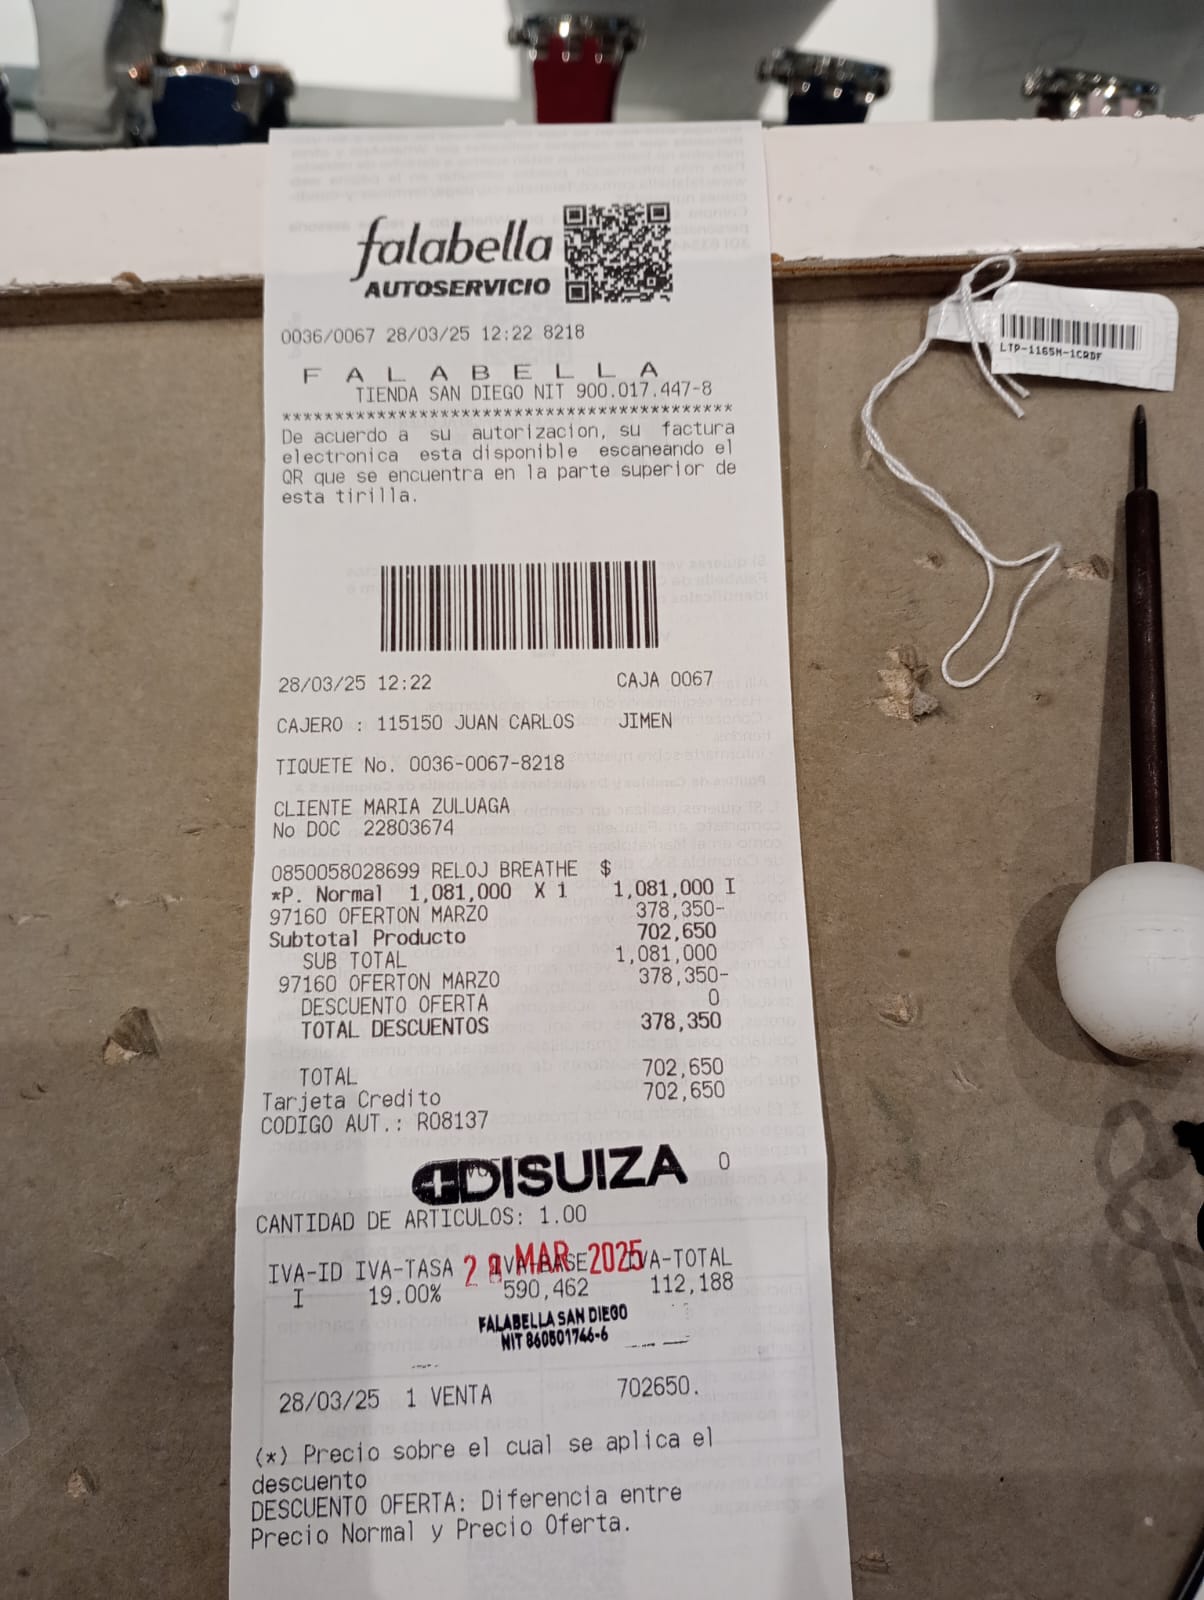 falabella
AUTOSERVICIO
0036/0067 28/03/25 12:22 8218
F A L A B E L L A
TIENDA SAN DIEGO NIT 900.017.447-8
******************************************
De acuerdo a su autorizacion, su factura
electronica esta disponible escaneando el
QR que se encuentra en la parte superior de
esta tirilla.
28/03/25 12:22 CAJA 0067
CAJERO : 115150 JUAN CARLOS JIMEN
TIQUETE No. 0036-0067-8218
CLIENTE MARIA ZULUAGA
No DOC 22803674
0850058028699 RELOJ BREATHE $
*P. Normal 1,081,000 X 1 1,081,000 I
97160 OFERTON MARZO 378,350-
Subtotal Producto 702,650
SUB TOTAL 1,081,000
97160 OFERTON MARZO 378,350-
DESCUENTO OFERTA 0
TOTAL DESCUENTOS 378,350
TOTAL 702,650
Tarjeta Credito 702,650
CODIGO AUT.: R08137
DISUIZA 0
CANTIDAD DE ARTICULOS: 1.00
IVA-ID IVA-TASA IVA-BASE IVA-TOTAL
28 MAR 2025
I 19.00% 590,462 112,188
FALABELLA SAN DIEGO
NIT 860501746-6
28/03/25 1 VENTA 702650.
(*) Precio sobre el cual se aplica el
descuento
DESCUENTO OFERTA: Diferencia entre
Precio Normal y Precio Oferta.
LTP-1165M-1CRDF